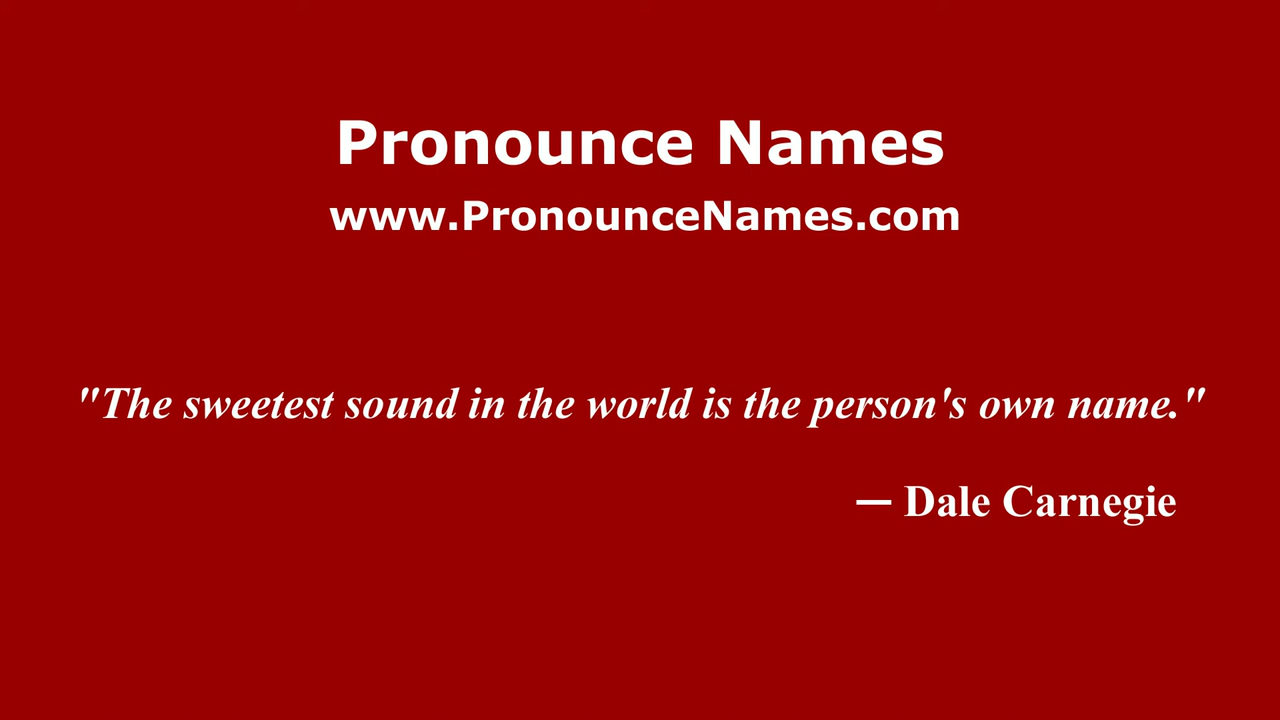 Pronounce Names
www.PronounceNames.com
"The sweetest sound in the world is the person's own name."
— Dale Carnegie